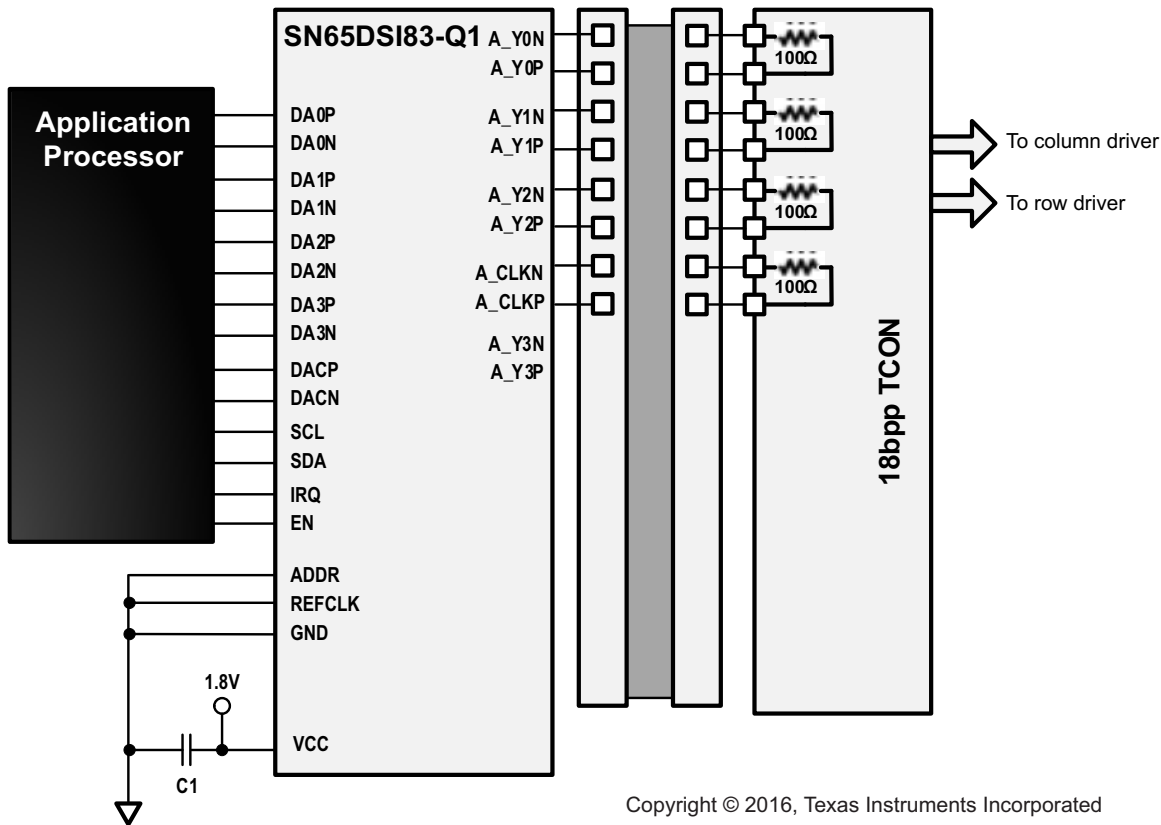 SN65DSI83-Q1
Application
Processor
DA0P
DA0N
DA1P
DA1N
DA2P
DA2N
DA3P
DA3N
DACP
DACN
SCL
SDA
IRQ
EN
ADDR
REFCLK
GND
1.8V
VCC
C1
A_Y0N
A_Y0P
A_Y1N
A_Y1P
A_Y2N
A_Y2P
A_CLKN
A_CLKP
A_Y3N
A_Y3P
100Ω
100Ω
100Ω
100Ω
18bpp TCON
To column driver
To row driver
Copyright © 2016, Texas Instruments Incorporated